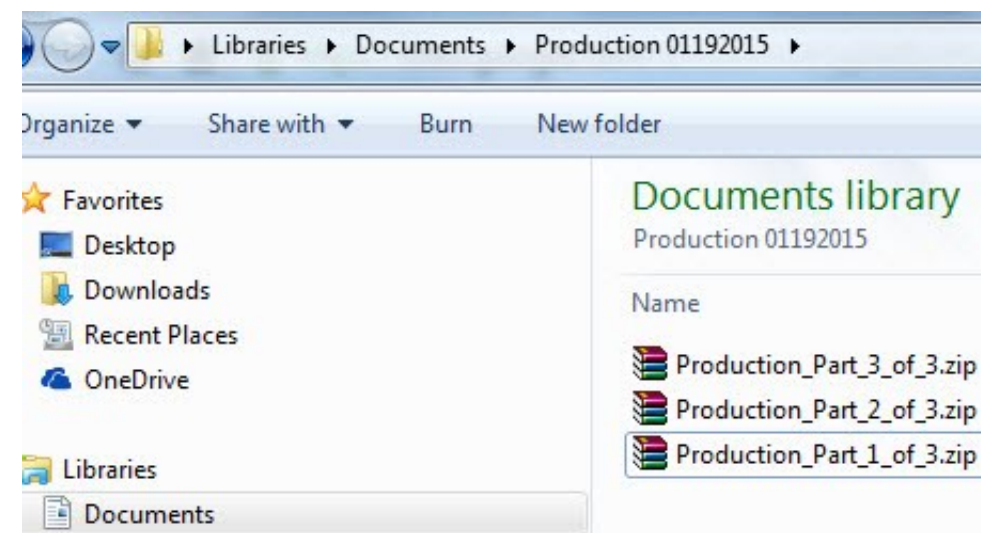 Libraries Documents Production 01192015
Organize Share with Burn New folder
Favorites
Desktop
Downloads
Recent Places
OneDrive
Libraries
Documents
Documents library
Production 01192015
Name
Production_Part_3_of_3.zip
Production_Part_2_of_3.zip
Production_Part_1_of_3.zip